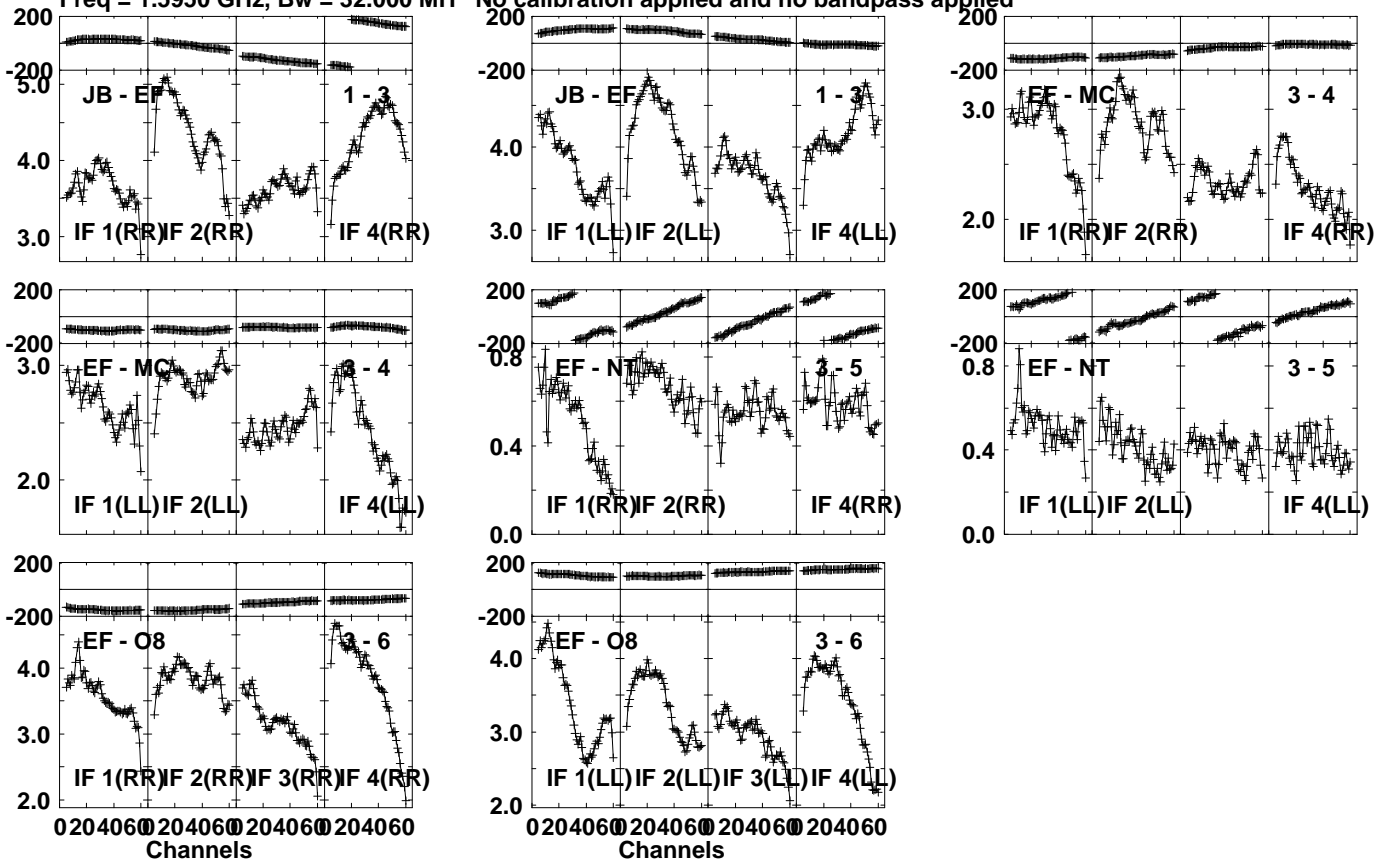 Freq = 1.5950 GHz, Bw = 32.000 MH No calibration applied and no bandpass applied
200
-200
5.0
4.0
3.0
JB - EF
1 - 3
IF 1(RR)
IF 2(RR)
IF 4(RR)
200
-200
4.0
3.0
JB - EF
1 - 3
IF 1(LL)
IF 2(LL)
IF 4(LL)
200
-200
3.0
2.0
EF - MC
3 - 4
IF 1(RR)
IF 2(RR)
IF 4(RR)
200
-200
3.0
2.0
EF - MC
3 - 4
IF 1(LL)
IF 2(LL)
IF 4(LL)
200
-200
0.8
0.4
0.0
EF - NT
3 - 5
IF 1(RR)
IF 2(RR)
IF 4(RR)
200
-200
0.8
0.4
0.0
EF - NT
3 - 5
IF 1(LL)
IF 2(LL)
IF 4(LL)
200
-200
4.0
3.0
2.0
EF - O8
3 - 6
IF 1(RR)
IF 2(RR)
IF 3(RR)
IF 4(RR)
0 20 40 60 0 20 40 60 0 20 40 60 0 20 40 60
Channels
200
-200
4.0
3.0
2.0
EF - O8
3 - 6
IF 1(LL)
IF 2(LL)
IF 3(LL)
IF 4(LL)
0 20 40 60 0 20 40 60 0 20 40 60 0 20 40 60
Channels